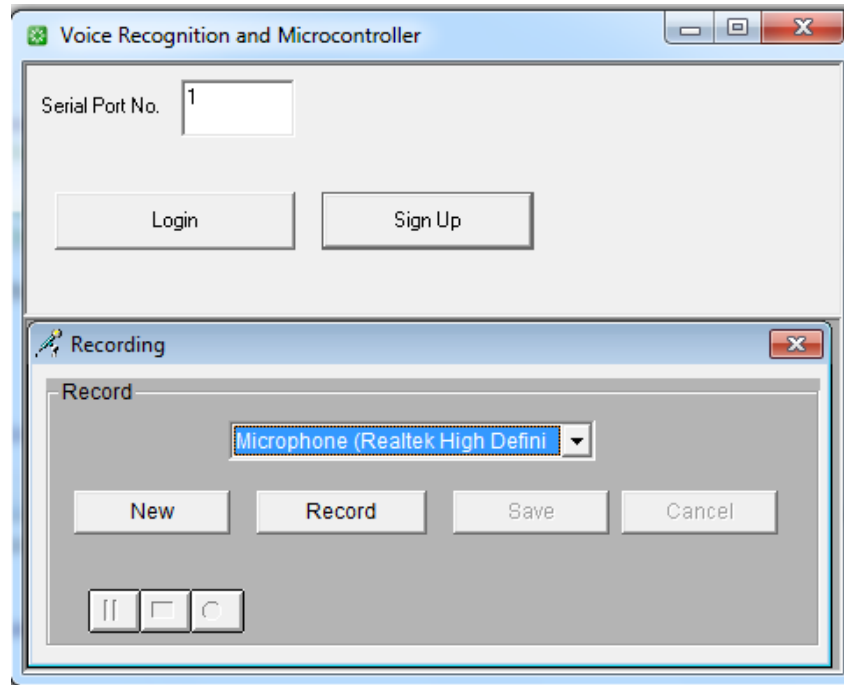 Voice Recognition and Microcontroller
Serial Port No. 1
Login Sign Up
Recording
Record
Microphone (Realtek High Defini
New Record Save Cancel